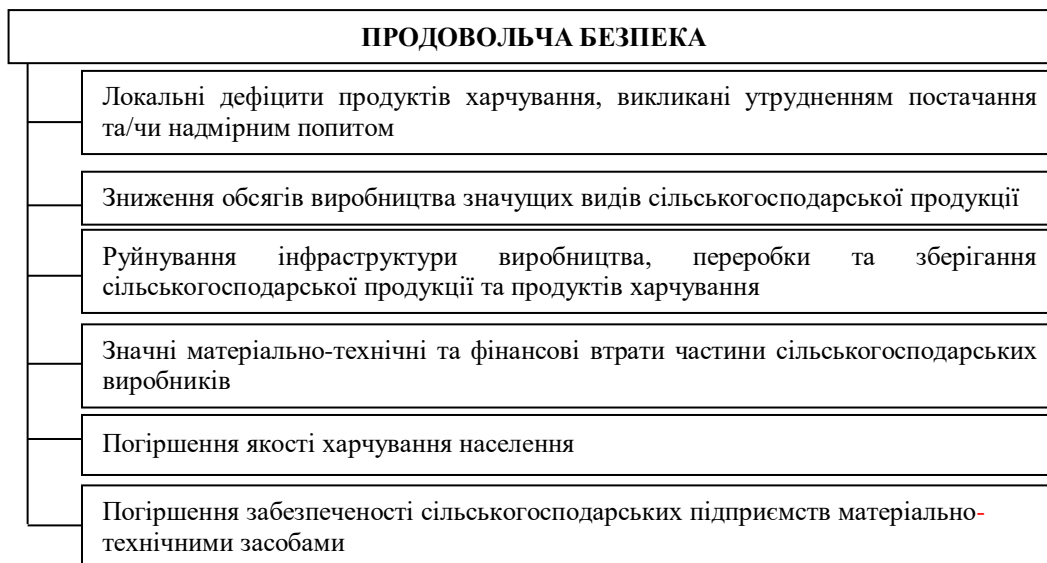 ПРОДОВОЛЬЧА БЕЗПЕКА
Локальні дефіцити продуктів харчування, викликані утрудненням постачання
та/чи надмірним попитом
Зниження обсягів виробництва значущих видів сільськогосподарської продукції
Руйнування інфраструктури виробництва, переробки та зберігання
сільськогосподарської продукції та продуктів харчування
Значні матеріально-технічні та фінансові втрати частини сільськогосподарських
виробників
Погіршення якості харчування населення
Погіршення забезпеченості сільськогосподарських підприємств матеріально-
технічними засобами